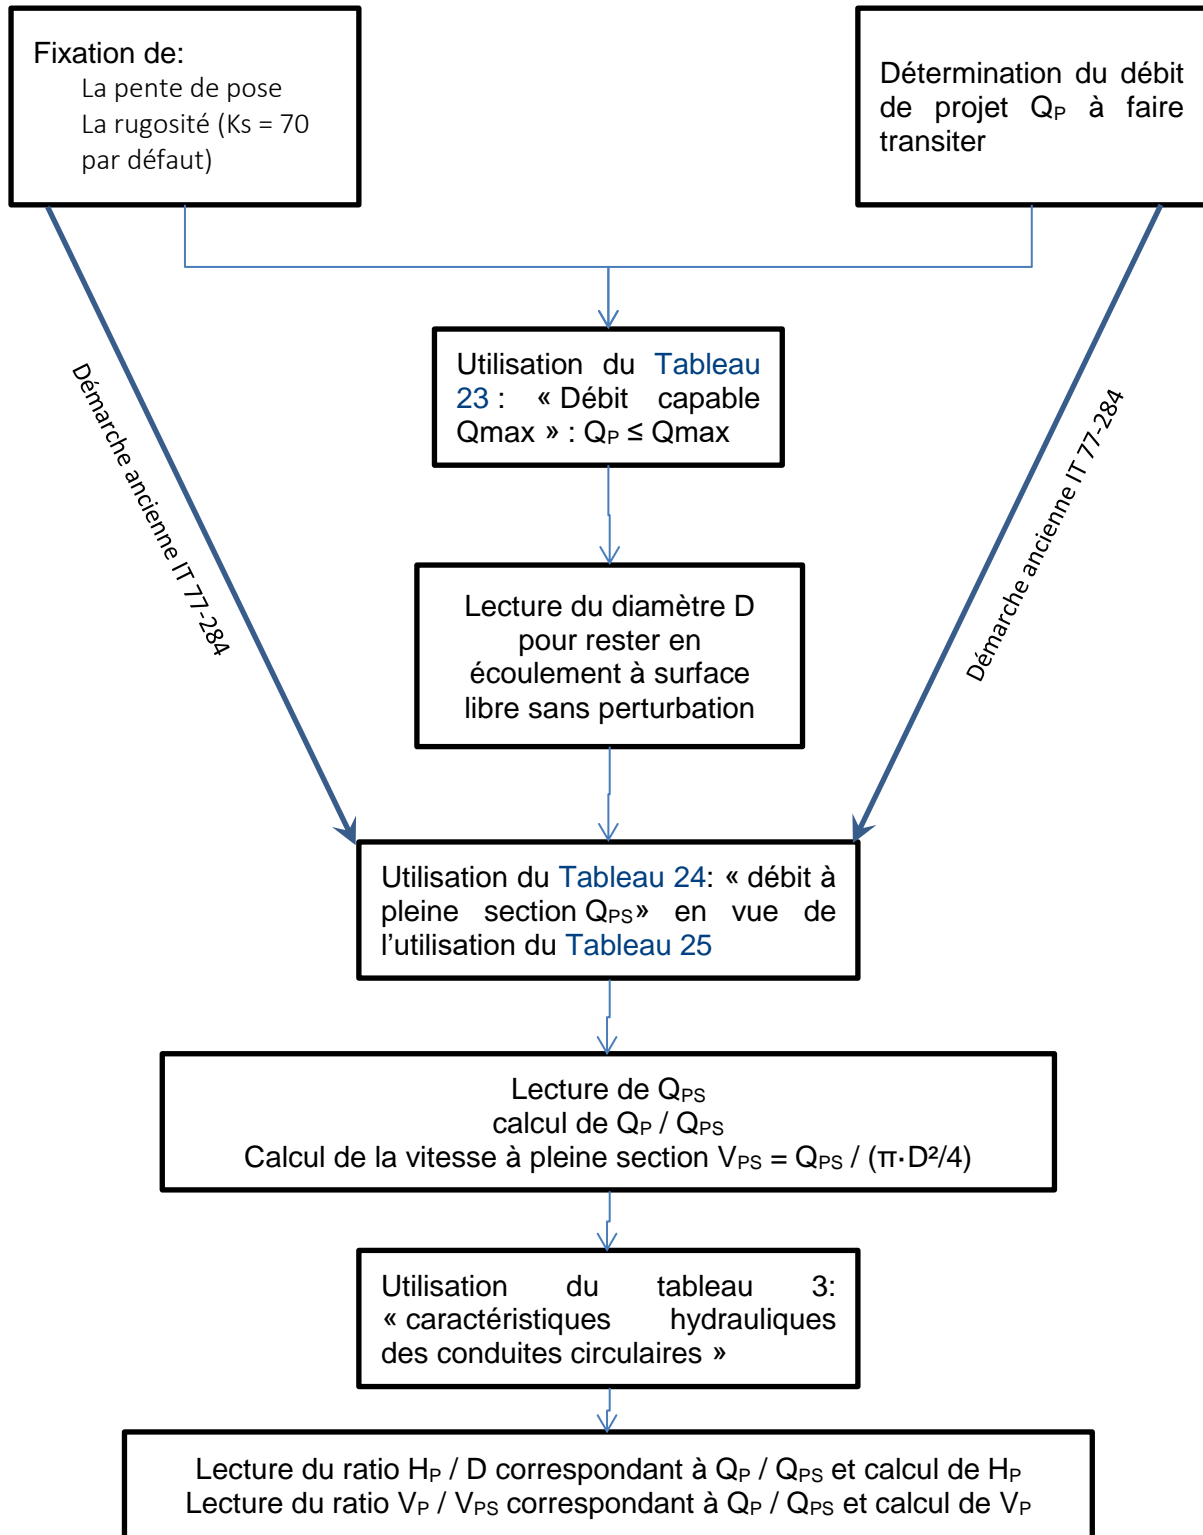 Fixation de:
La pente de pose
La rugosité (Ks = 70
par défaut)
Détermination du débit
de projet QP à faire
transiter
Démarche ancienne IT 77-284
Démarche ancienne IT 77-284
Utilisation du Tableau
23 : « Débit capable
Qmax » : QP ≤ Qmax
Lecture du diamètre D
pour rester en
écoulement à surface
libre sans perturbation
Utilisation du Tableau 24: « débit à
pleine section QPS» en vue de
l'utilisation du Tableau 25
Lecture de QPS
calcul de QP / QPS
Calcul de la vitesse à pleine section VPS = QPS / (π·D²/4)
Utilisation du tableau 3:
« caractéristiques hydrauliques
des conduites circulaires »
Lecture du ratio HP / D correspondant à QP / QPS et calcul de HP
Lecture du ratio VP / VPS correspondant à QP / QPS et calcul de VP